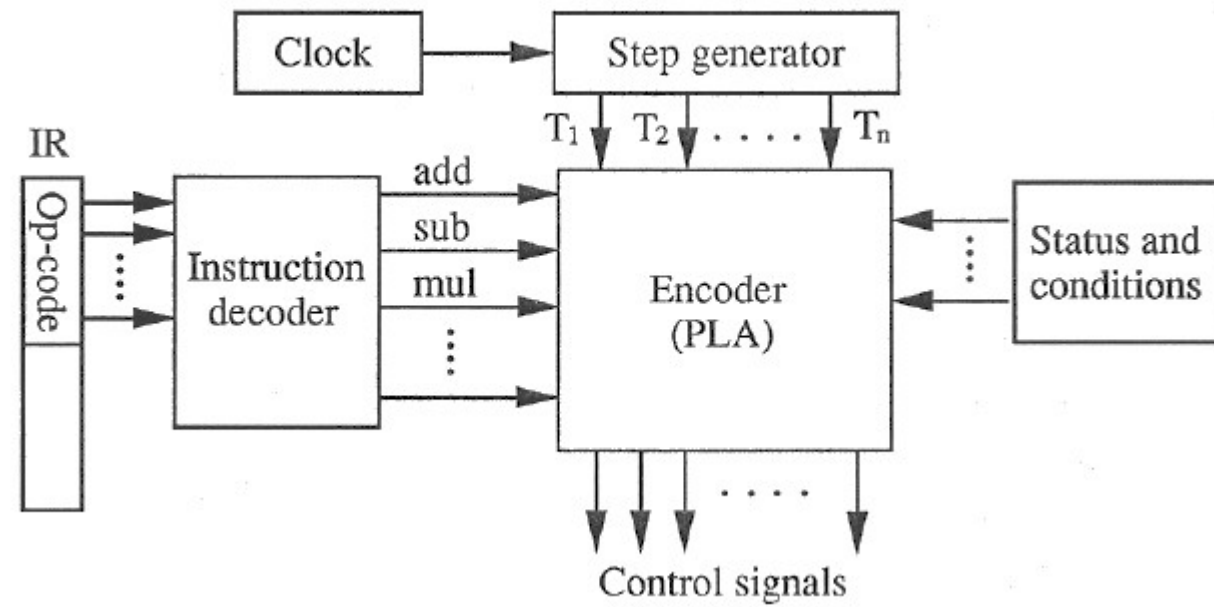 Clock
Step generator
T1 T2 . . . . Tn
IR
Op-code
Instruction
decoder
add
sub
mul
Encoder
(PLA)
Status and
conditions
Control signals